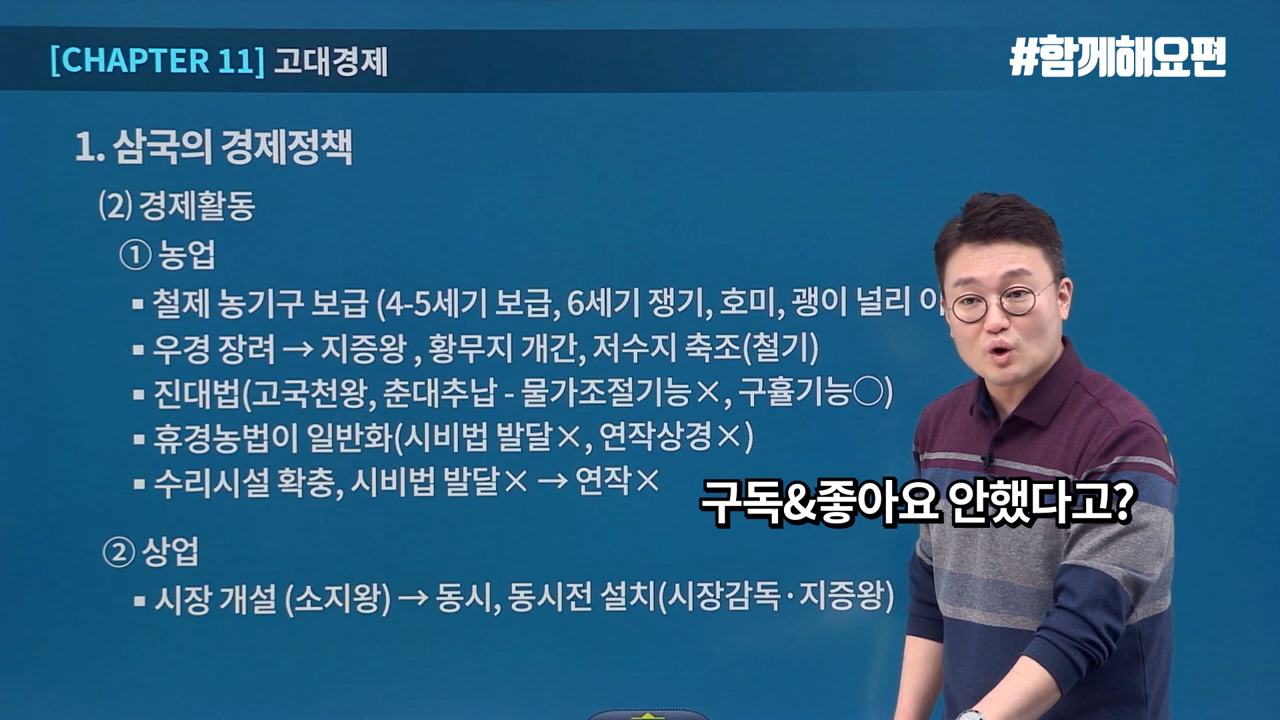 [CHAPTER 11] 고대경제
#함께해요편
1. 삼국의 경제정책
(2) 경제활동
① 농업
▪ 철제 농기구 보급 (4-5세기 보급, 6세기 쟁기, 호미, 괭이 널리
▪ 우경 장려 → 지증왕 , 황무지 개간, 저수지 축조(철기)
▪ 진대법(고국천왕, 춘대추납 - 물가조절기능×, 구휼기능○)
▪ 휴경농법이 일반화(시비법 발달×, 연작상경×)
▪ 수리시설 확충, 시비법 발달× → 연작×
구독&좋아요 안했다고?
② 상업
▪ 시장 개설 (소지왕) → 동시, 동시전 설치(시장감독·지증왕)